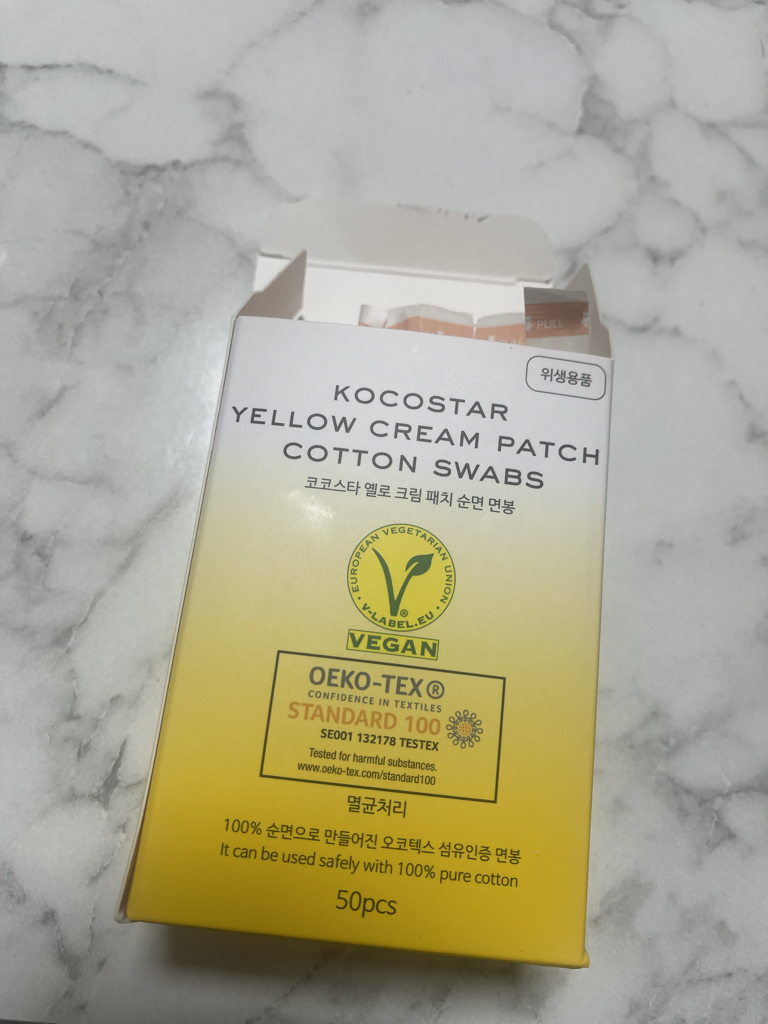 PULL
위생용품
KOCOSTAR
YELLOW CREAM PATCH
COTTON SWABS
코코스타 옐로 크림 패치 순면 면봉
EUROPEAN VEGETARIAN UNION
V-LABEL.EU
®
VEGAN
OEKO-TEX®
CONFIDENCE IN TEXTILES
STANDARD 100
SE001 132178 TESTEX
Tested for harmful substances.
www.oeko-tex.com/standard100
멸균처리
100% 순면으로 만들어진 오코텍스 섬유인증 면봉
It can be used safely with 100% pure cotton
50pcs